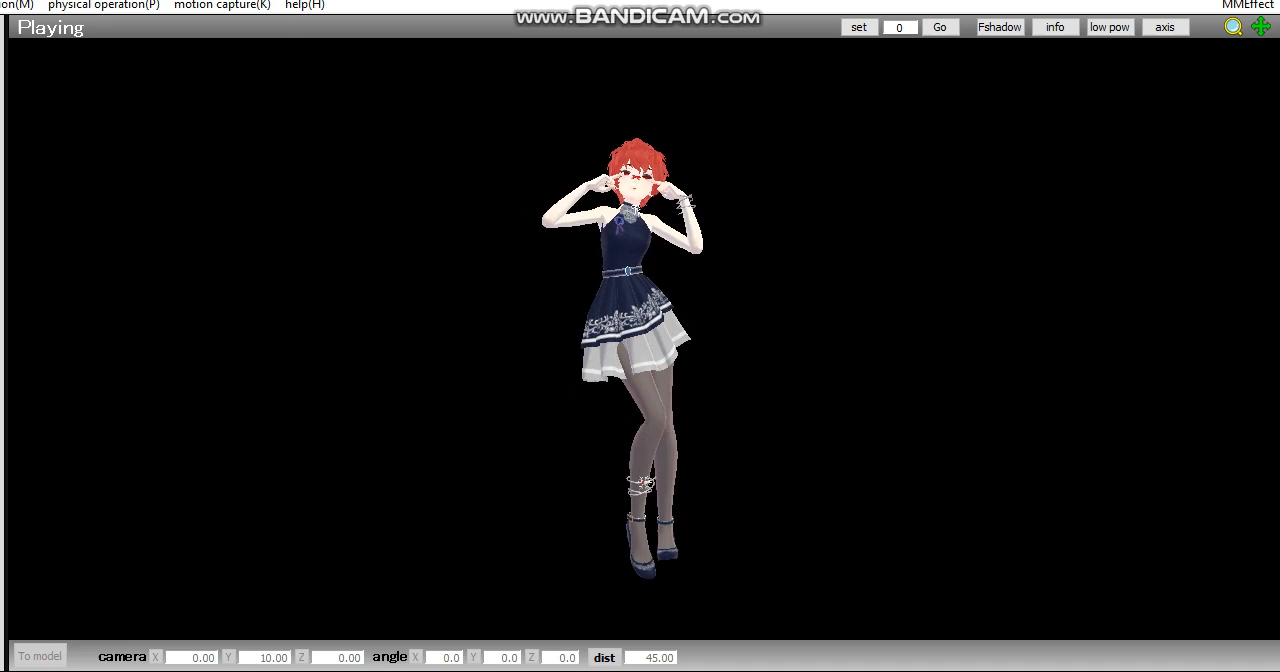 on(M) physical operation(P) motion capture(K) help(H) MMEffect
www.BANDICAM.com
Playing set 0 Go Fshadow info low pow axis
To model camera X 0.00 Y 10.00 Z 0.00 angle X 0.0 Y 0.0 Z 0.0 dist 45.00